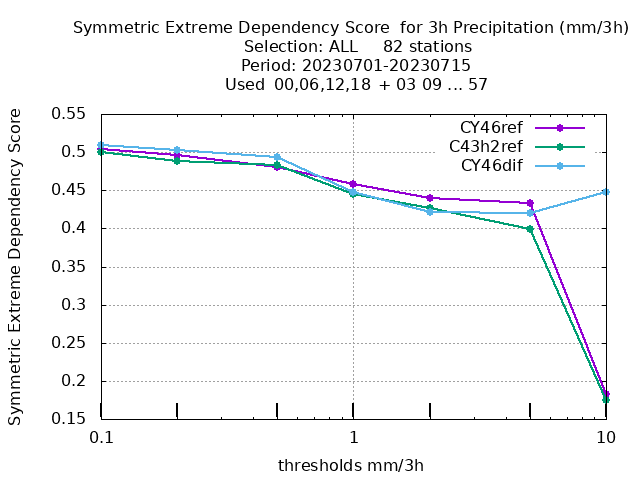 Symmetric Extreme Dependency Score  for 3h Precipitation (mm/3h)
Selection: ALL     82 stations
Period: 20230701-20230715
Used  00,06,12,18  + 03 09 ... 57
Symmetric Extreme Dependency Score
0.55
0.5
0.45
0.4
0.35
0.3
0.25
0.2
0.15
CY46ref
C43h2ref
CY46dif
0.1 1 10
thresholds mm/3h